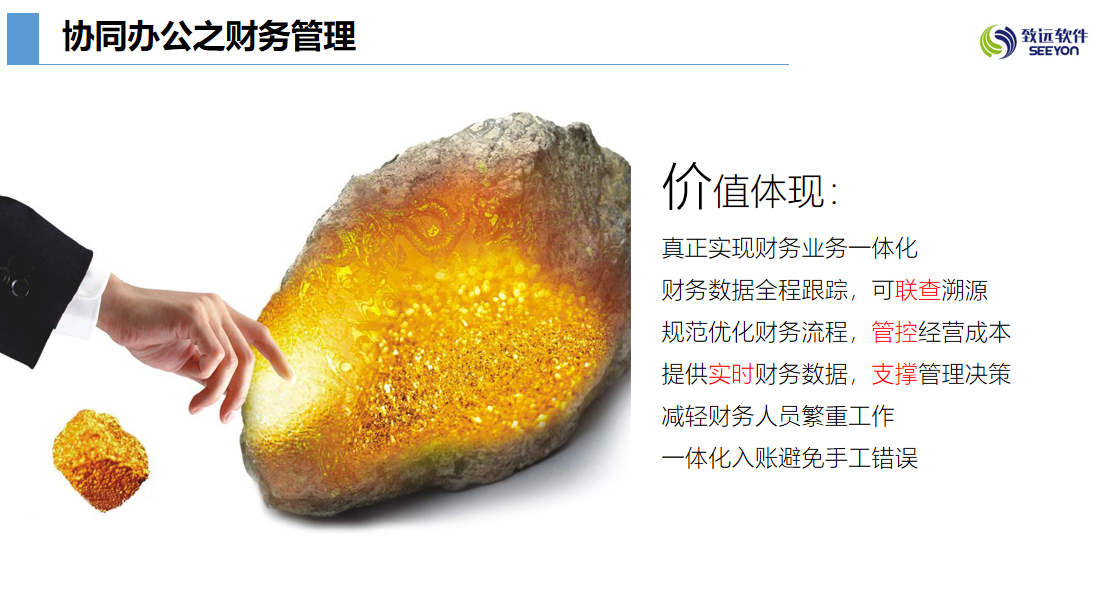 协同办公之财务管理
致远软件
SEEYON
价值体现：
真正实现财务业务一体化
财务数据全程跟踪，可联查溯源
规范优化财务流程，管控经营成本
提供实时财务数据，支撑管理决策
减轻财务人员繁重工作
一体化入账避免手工错误